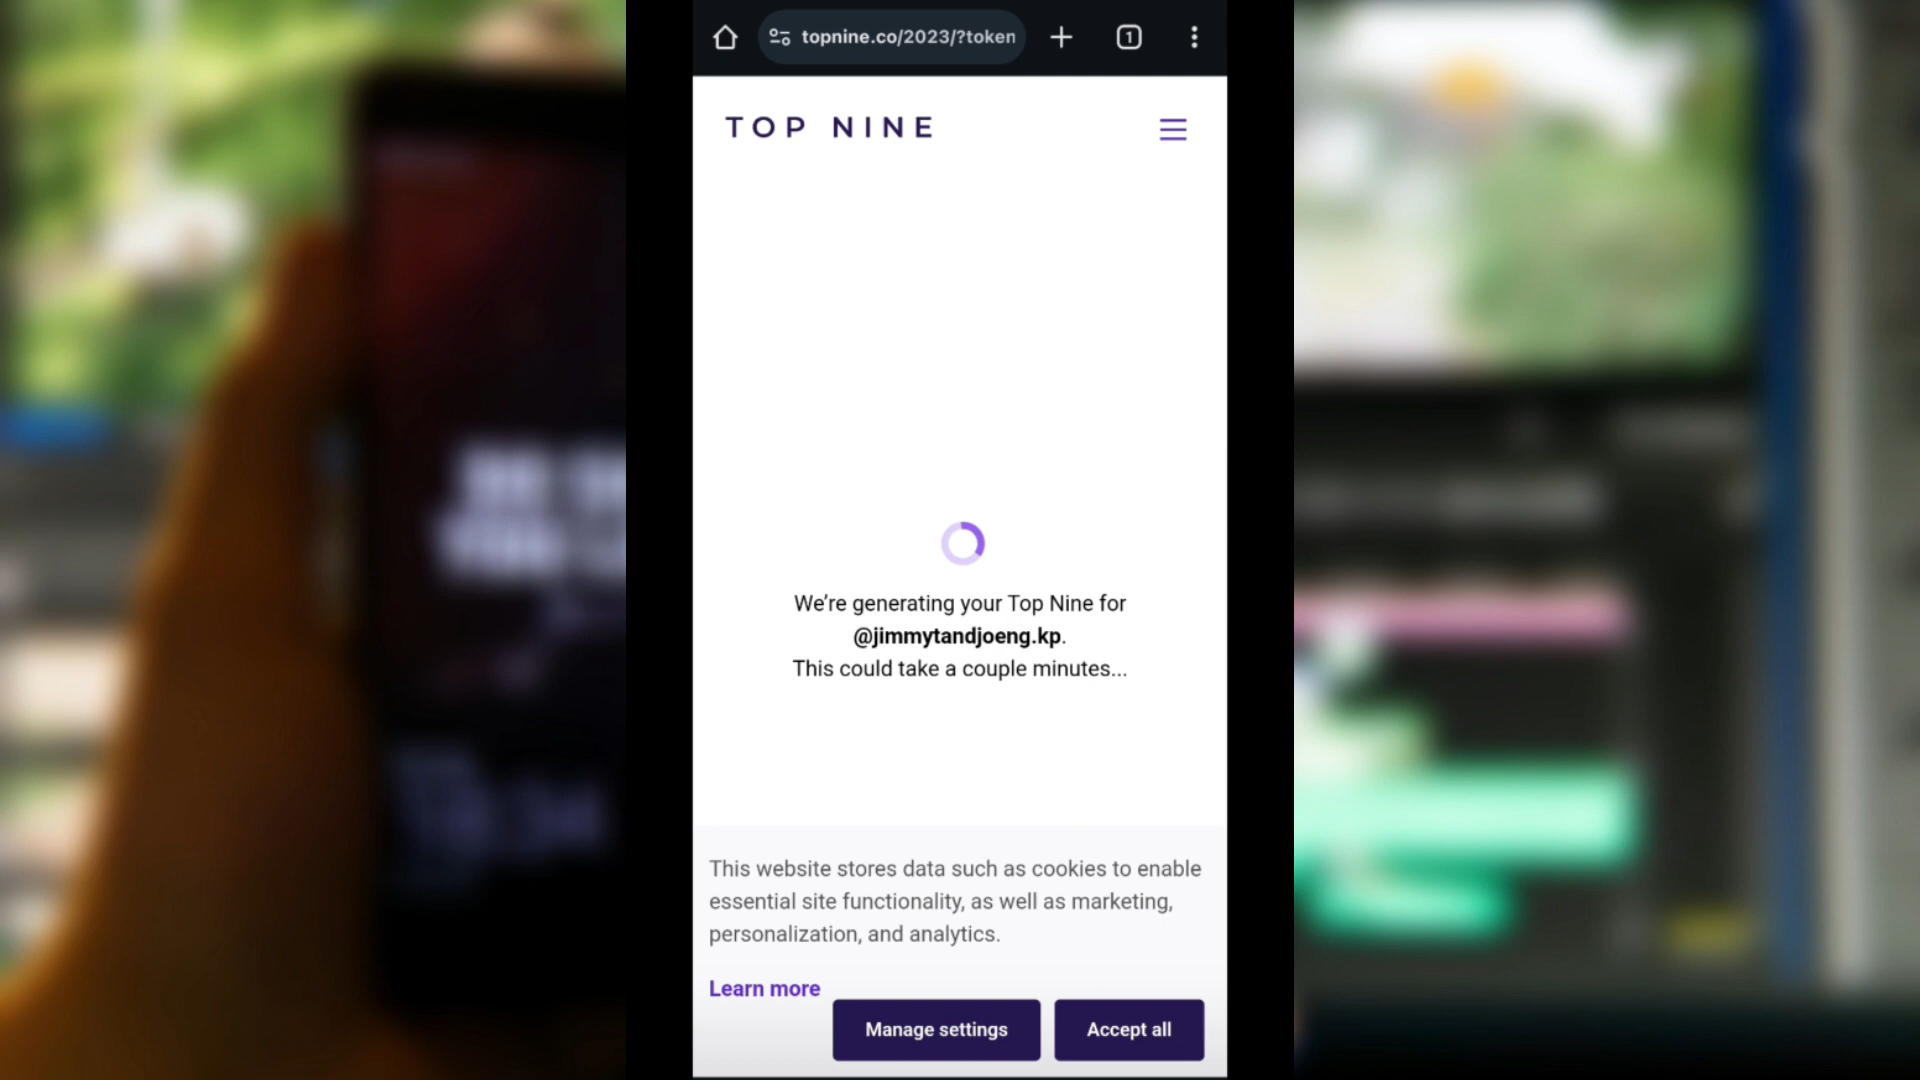 topnine.co/2023/?token
1
TOP NINE
We're generating your Top Nine for
@jimmytandjoeng.kp.
This could take a couple minutes...
This website stores data such as cookies to enable
essential site functionality, as well as marketing,
personalization, and analytics.
Learn more
Manage settings
Accept all